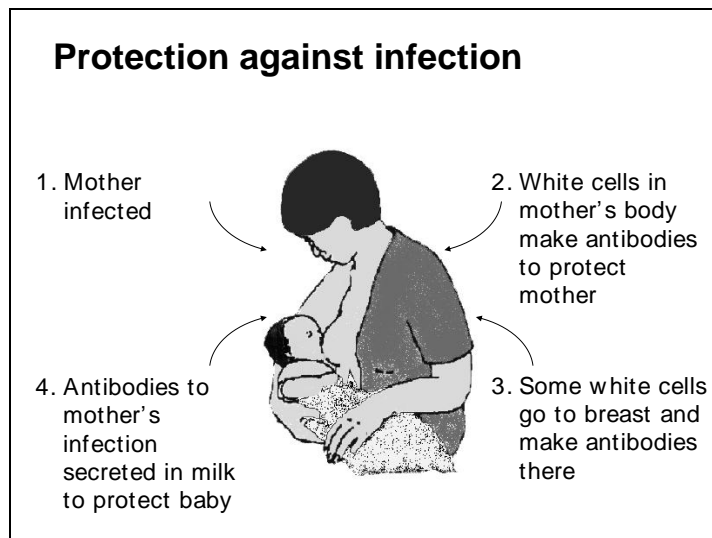 Protection against infection
1. Mother
infected
2. White cells in
mother's body
make antibodies
to protect
mother
3. Some white cells
go to breast and
make antibodies
there
4. Antibodies to
mother's
infection
secreted in milk
to protect baby